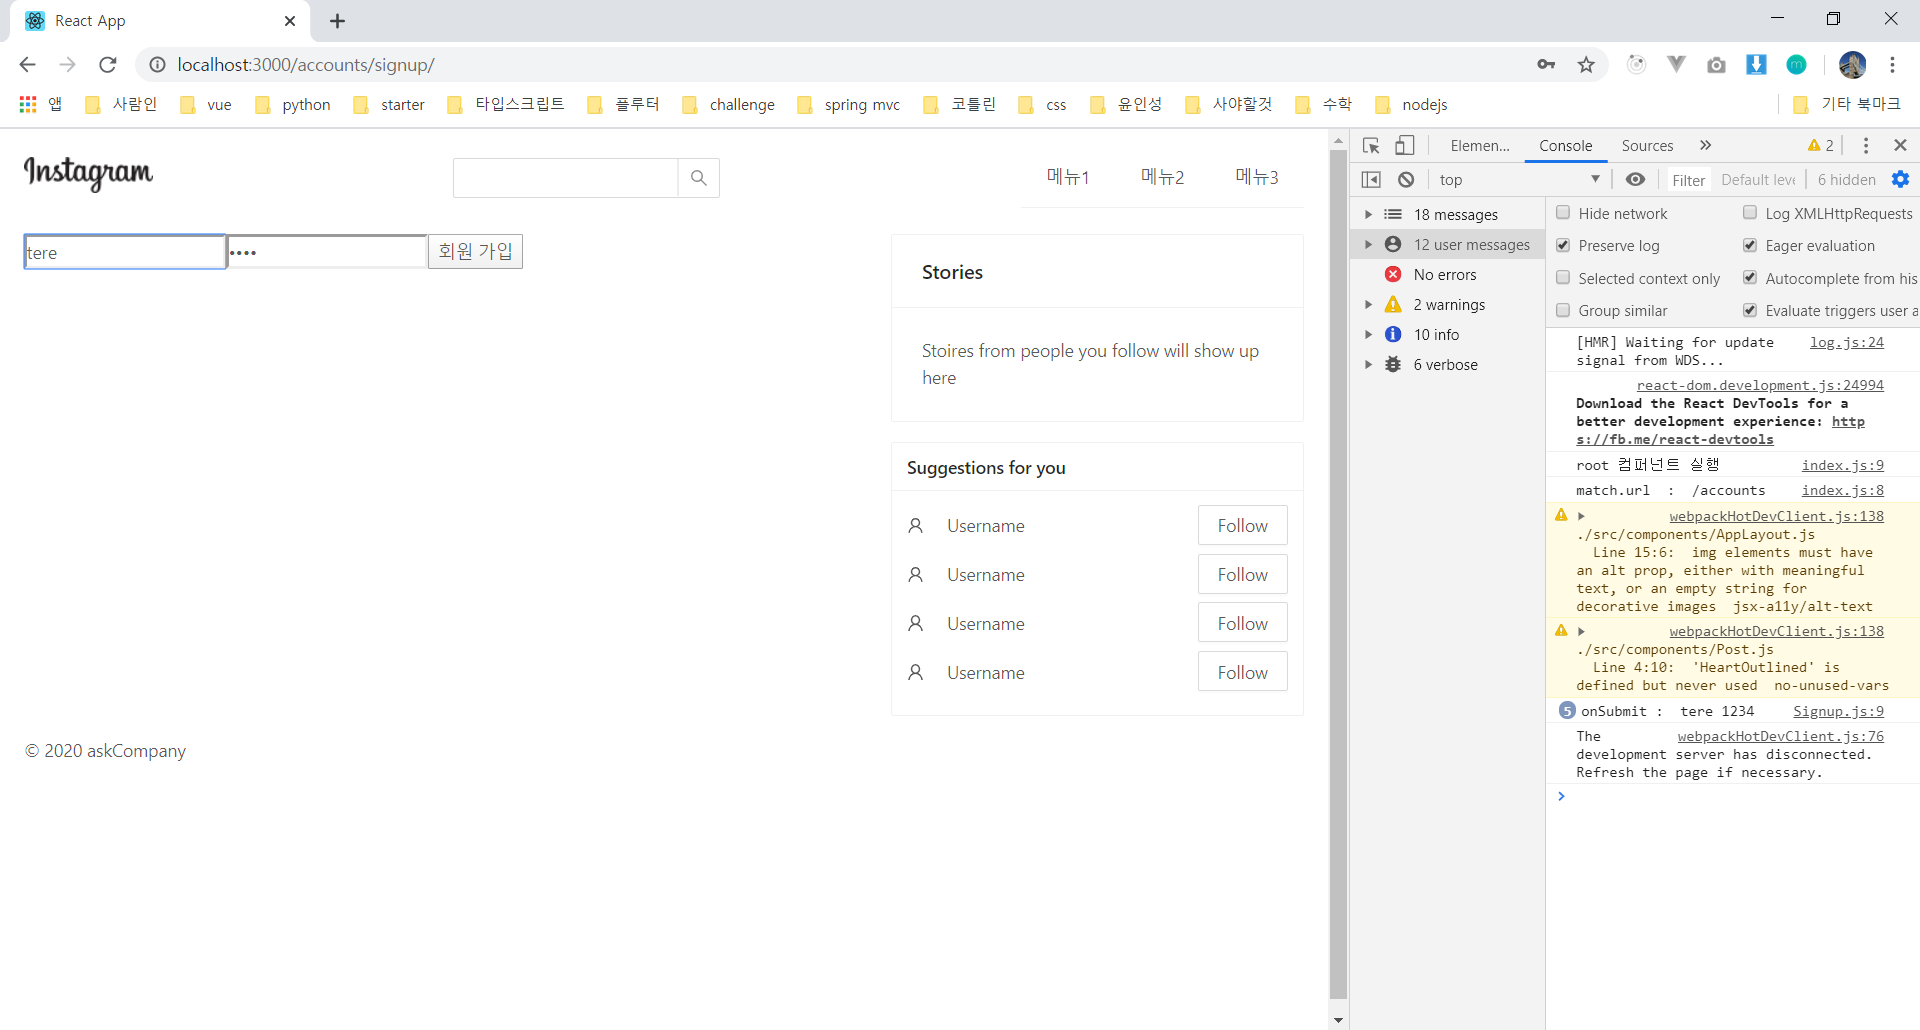 React App
localhost:3000/accounts/signup/
앱 사람인 vue python starter 타입스크립트 플루터 challenge spring mvc 코틀린 css 윤인성 사야할것 수학 nodejs 기타 북마크
Instagram
메뉴1 메뉴2 메뉴3
tere •••• 회원 가입
Stories
Stoires from people you follow will show up
here
Suggestions for you
Username Follow
Username Follow
Username Follow
Username Follow
© 2020 askCompany
Elemen... Console Sources 2
top Filter Default leve 6 hidden
18 messages
12 user messages
No errors
2 warnings
10 info
6 verbose
Hide network Log XMLHttpRequests
Preserve log Eager evaluation
Selected context only Autocomplete from his
Group similar Evaluate triggers user a
[HMR] Waiting for update log.js:24
signal from WDS...
react-dom.development.js:24994
Download the React DevTools for a
better development experience: http
s://fb.me/react-devtools
root 컴퍼넌트 실행 index.js:9
match.url : /accounts index.js:8
webpackHotDevClient.js:138
./src/components/AppLayout.js
Line 15:6: img elements must have
an alt prop, either with meaningful
text, or an empty string for
decorative images jsx-a11y/alt-text
webpackHotDevClient.js:138
./src/components/Post.js
Line 4:10: 'HeartOutlined' is
defined but never used no-unused-vars
5 onSubmit : tere 1234 Signup.js:9
The webpackHotDevClient.js:76
development server has disconnected.
Refresh the page if necessary.